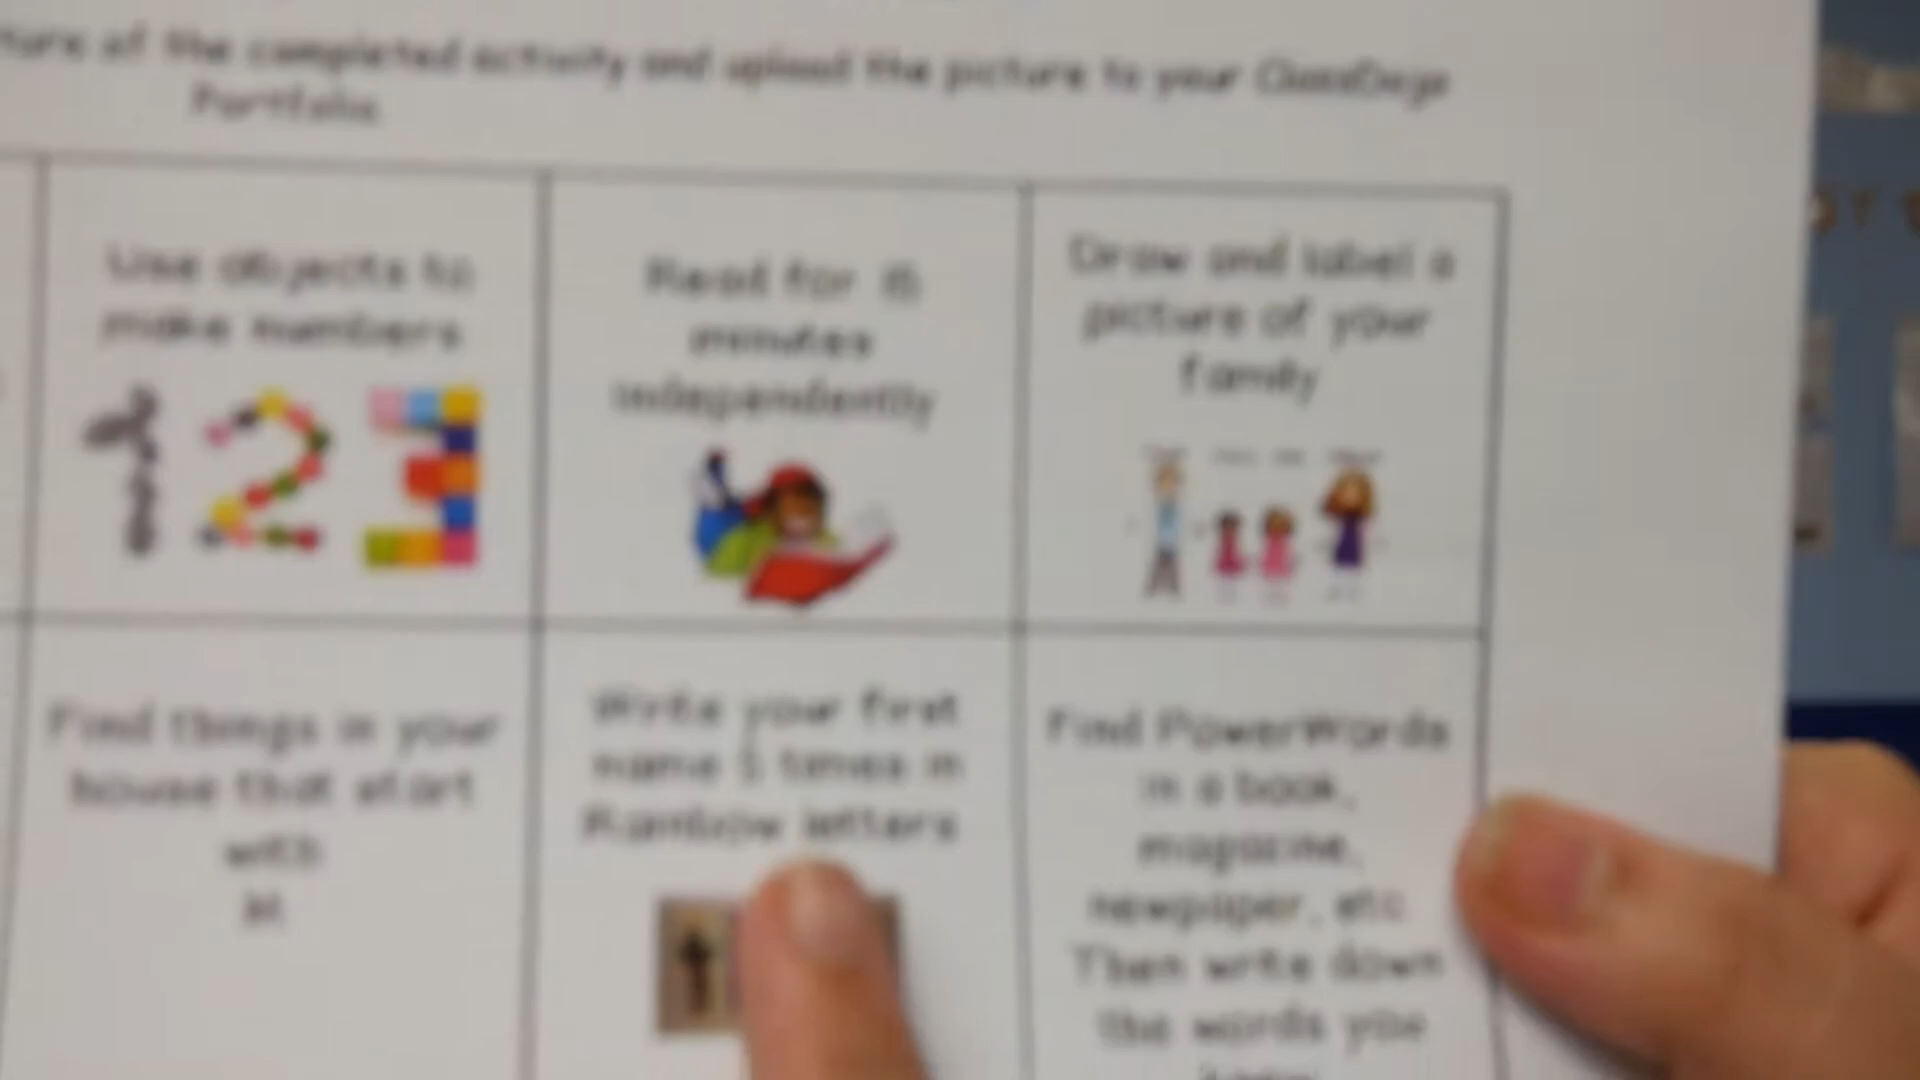 of the completed activity and upload the picture to your ClassDojo
Portfolio.
Use objects to
make numbers
Read for 15
minutes
independently
Draw and label a
picture of your
family
Find things in your
house that start
with
Write your first
name 5 times in
Rainbow letters
Find PowerWords
in a book,
magazine,
newspaper, etc
Then write down
the words you